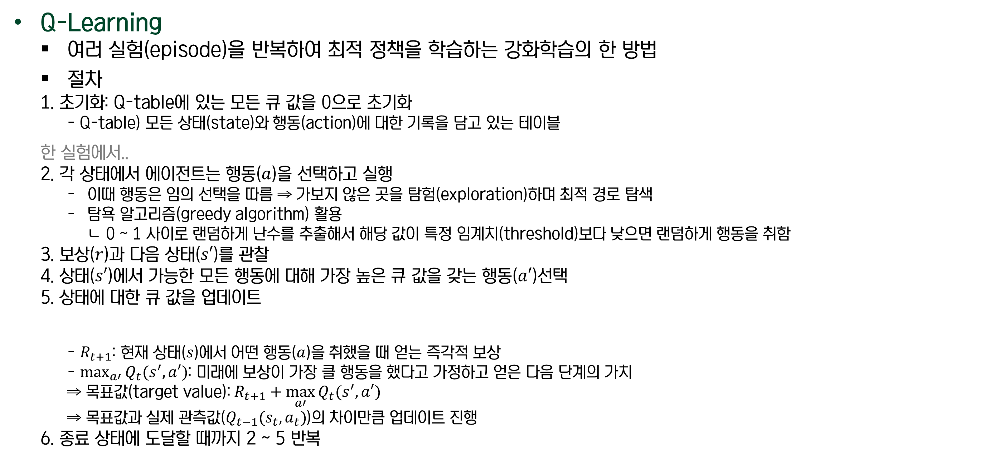 • Q-Learning
▪ 여러 실험(episode)을 반복하여 최적 정책을 학습하는 강화학습의 한 방법
▪ 절차
1. 초기화: Q-table에 있는 모든 큐 값을 0으로 초기화
- Q-table) 모든 상태(state)와 행동(action)에 대한 기록을 담고 있는 테이블
한 실험에서..
2. 각 상태에서 에이전트는 행동(a)을 선택하고 실행
- 이때 행동은 임의 선택을 따름 ⇒ 가보지 않은 곳을 탐험(exploration)하며 최적 경로 탐색
- 탐욕 알고리즘(greedy algorithm) 활용
ㄴ 0 ~ 1 사이로 랜덤하게 난수를 추출해서 해당 값이 특정 임계치(threshold)보다 낮으면 랜덤하게 행동을 취함
3. 보상(r)과 다음 상태(s′)를 관찰
4. 상태(s′)에서 가능한 모든 행동에 대해 가장 높은 큐 값을 갖는 행동(a′)선택
5. 상태에 대한 큐 값을 업데이트
- R_{t+1}: 현재 상태(s)에서 어떤 행동(a)을 취했을 때 얻는 즉각적 보상
- max_{a′} Q_t(s′, a′): 미래에 보상이 가장 클 행동을 했다고 가정하고 얻은 다음 단계의 가치
⇒ 목표값(target value): R_{t+1} + max_{a′} Q_t(s′, a′)
⇒ 목표값과 실제 관측값(Q_{t−1}(s_t, a_t))의 차이만큼 업데이트 진행
6. 종료 상태에 도달할 때까지 2 ~ 5 반복